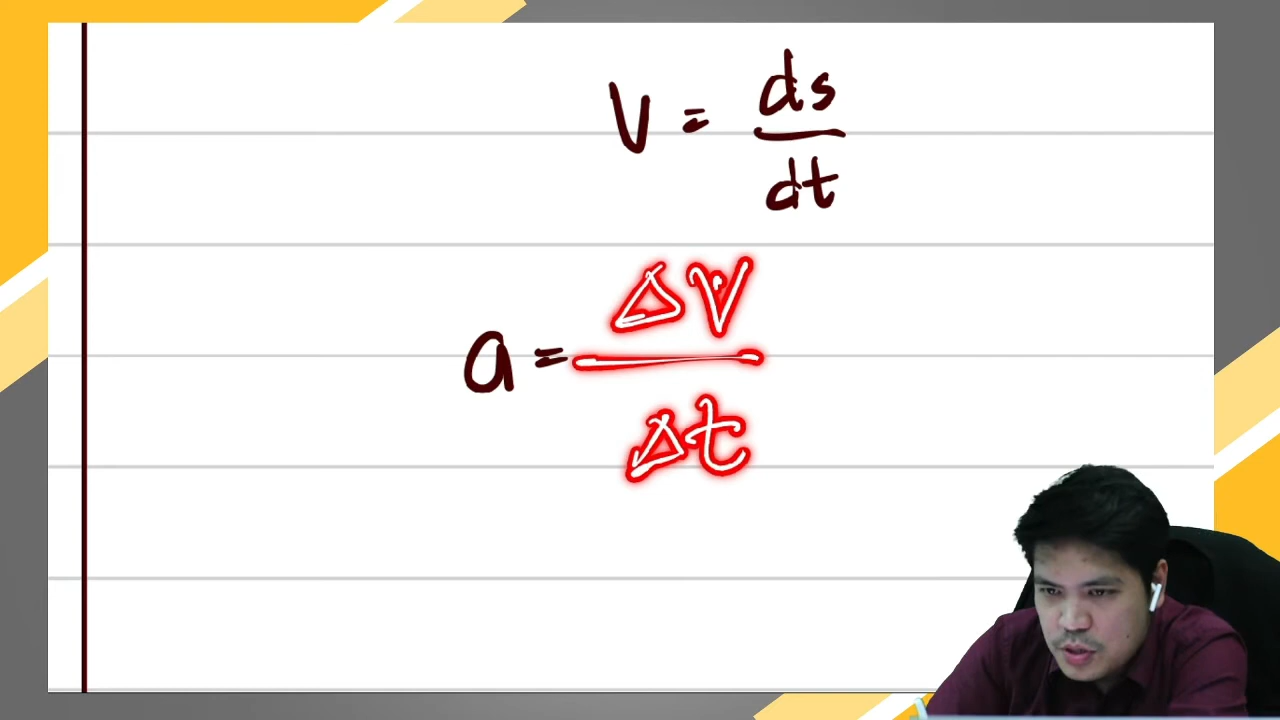 V = ds/dt
a = ΔV/Δt